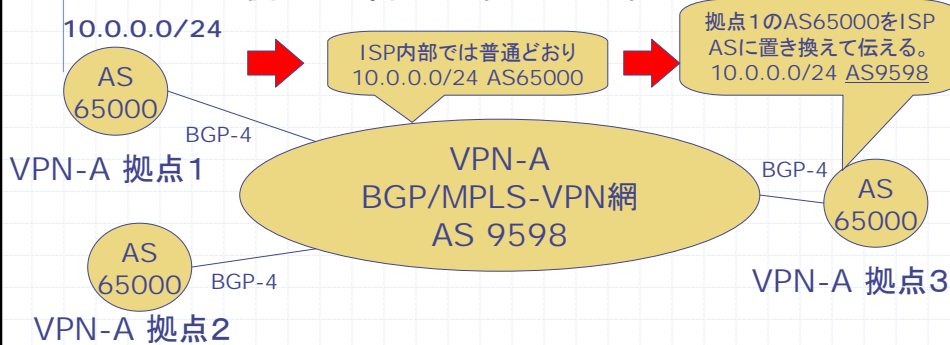 10.0.0.0/24
AS
65000
BGP-4
VPN-A 拠点1
ISP内部では普通どおり
10.0.0.0/24 AS65000
拠点1のAS65000をISP
ASに置き換えて伝える。
10.0.0.0/24 AS9598
VPN-A
BGP/MPLS-VPN網
AS 9598
BGP-4
AS
65000
VPN-A 拠点3
AS
65000
BGP-4
VPN-A 拠点2